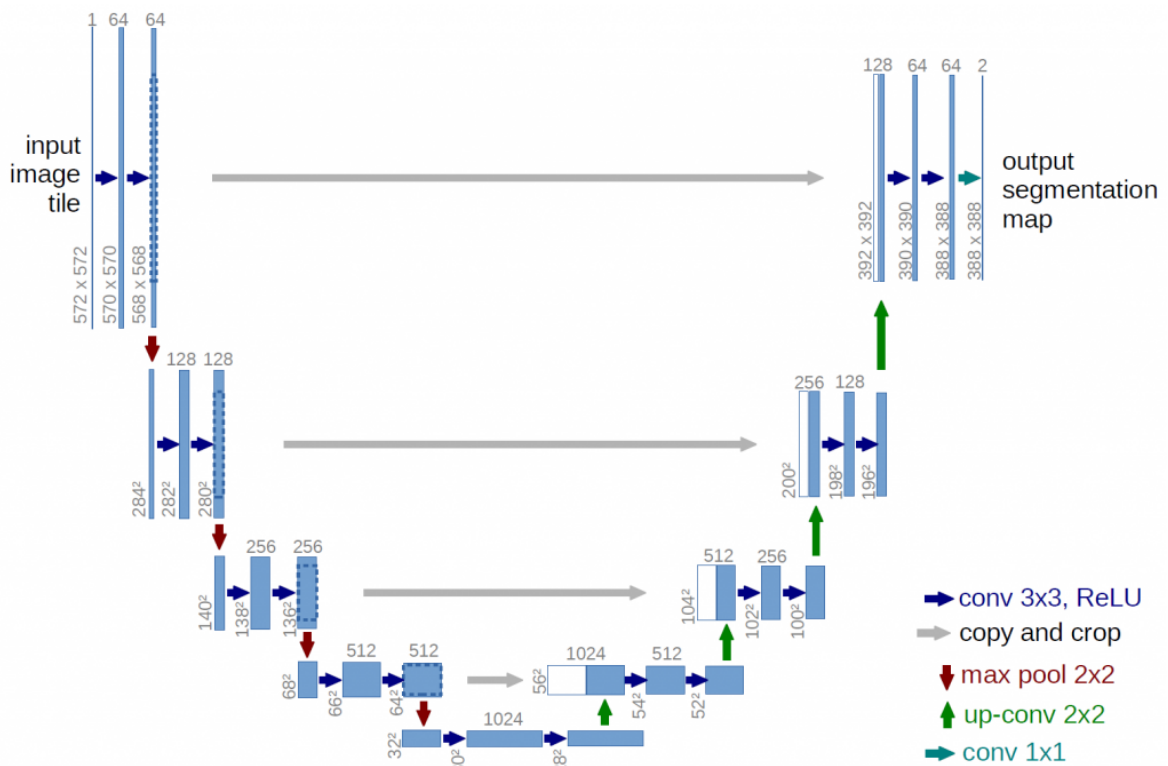 1 64 64
input
image
tile
572 x 572
570 x 570
568 x 568
128 64 64 2
output
segmentation
map
392 x 392
390 x 390
388 x 388
388 x 388
128 128
284²
282²
280²
256 128
200²
198²
196²
256 256
140²
138²
136²
512 256
104²
102²
100²
512 512
68²
66²
64²
1024 512
56²
54²
52²
1024
32²
0²
8²
conv 3x3, ReLU
copy and crop
max pool 2x2
up-conv 2x2
conv 1x1